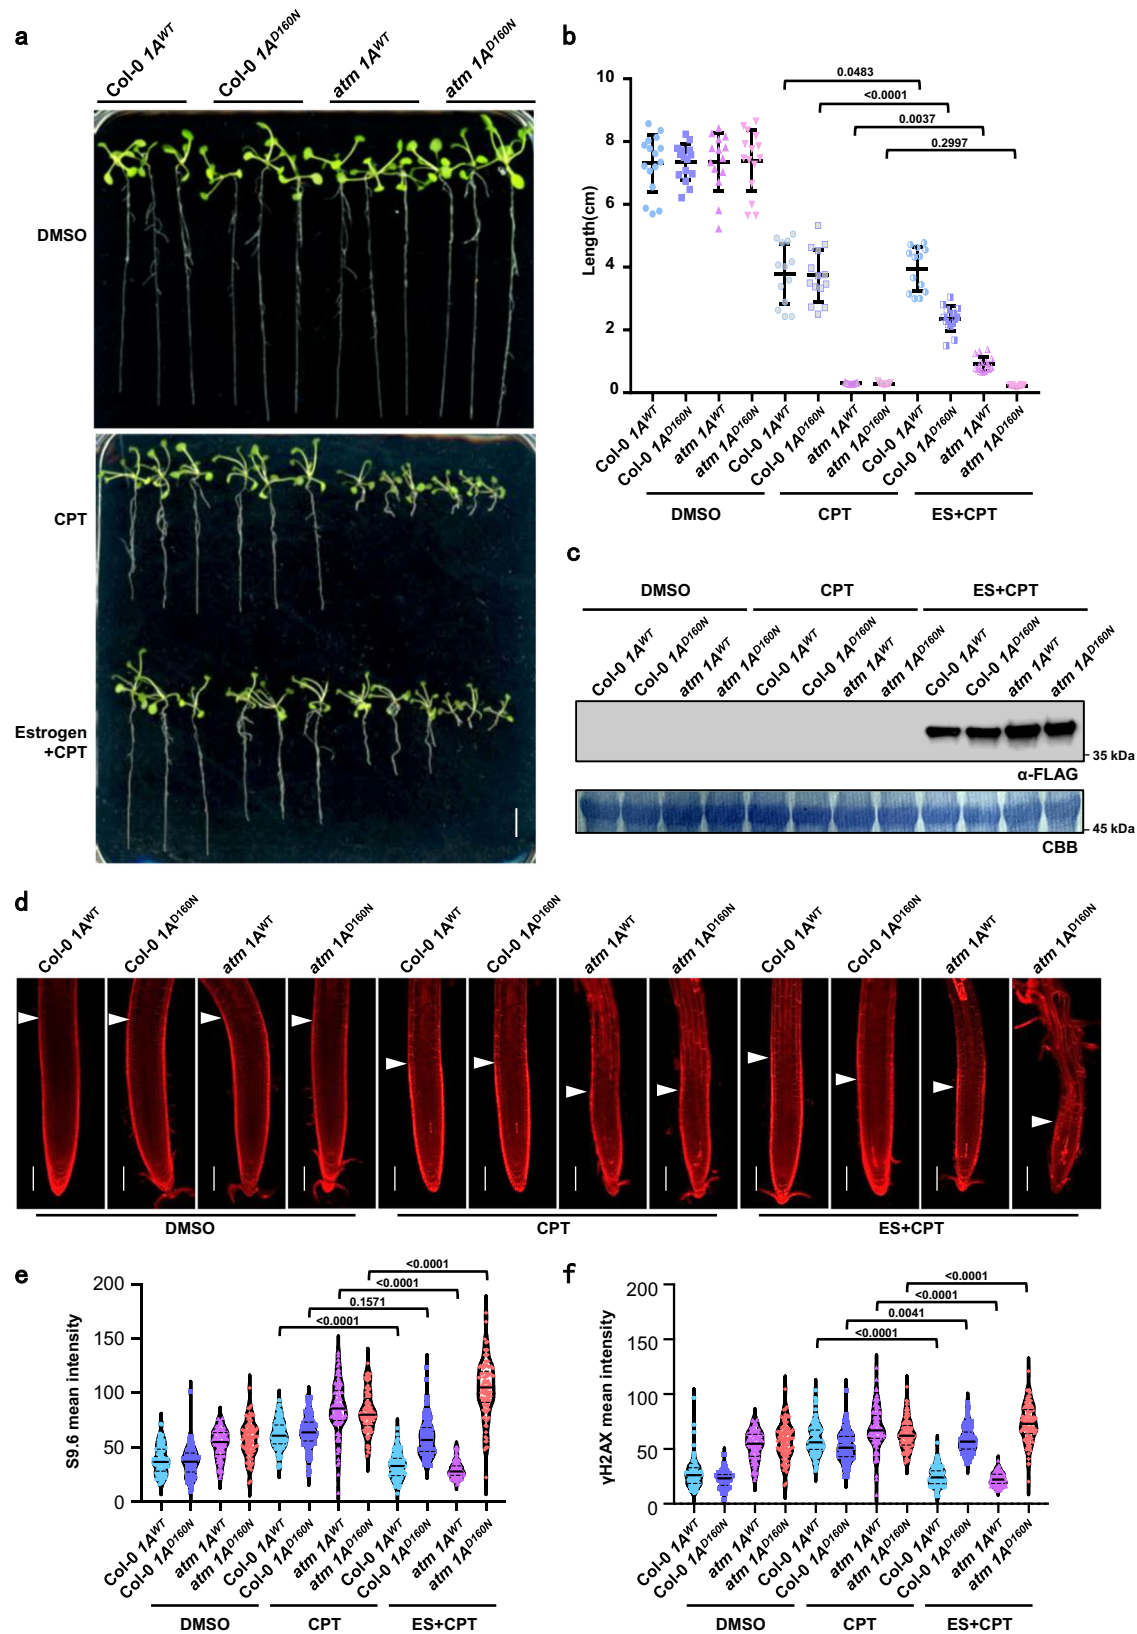 a
Col-0 1A^WT
Col-0 1A^D160N
atm 1A^WT
atm 1A^D160N
DMSO
CPT
Estrogen
+CPT
b
Length(cm)
10
8
6
4
2
0
0.0483
<0.0001
0.0037
0.2997
Col-0 1A^WT
Col-0 1A^D160N
atm 1A^WT
atm 1A^D160N
Col-0 1A^WT
Col-0 1A^D160N
atm 1A^WT
atm 1A^D160N
Col-0 1A^WT
Col-0 1A^D160N
atm 1A^WT
atm 1A^D160N
DMSO
CPT
ES+CPT
c
DMSO
CPT
ES+CPT
Col-0 1A^WT
Col-0 1A^D160N
atm 1A^WT
atm 1A^D160N
Col-0 1A^WT
Col-0 1A^D160N
atm 1A^WT
atm 1A^D160N
Col-0 1A^WT
Col-0 1A^D160N
atm 1A^WT
atm 1A^D160N
35 kDa
α-FLAG
45 kDa
CBB
d
Col-0 1A^WT
Col-0 1A^D160N
atm 1A^WT
atm 1A^D160N
Col-0 1A^WT
Col-0 1A^D160N
atm 1A^WT
atm 1A^D160N
Col-0 1A^WT
Col-0 1A^D160N
atm 1A^WT
atm 1A^D160N
DMSO
CPT
ES+CPT
e
S9.6 mean intensity
200
150
100
50
0
<0.0001
<0.0001
0.1571
<0.0001
Col-0 1A^WT
Col-0 1A^D160N
atm 1A^WT
atm 1A^D160N
Col-0 1A^WT
Col-0 1A^D160N
atm 1A^WT
atm 1A^D160N
Col-0 1A^WT
Col-0 1A^D160N
atm 1A^WT
atm 1A^D160N
DMSO
CPT
ES+CPT
f
γH2AX mean intensity
200
150
100
50
0
<0.0001
<0.0001
0.0041
<0.0001
Col-0 1A^WT
Col-0 1A^D160N
atm 1A^WT
atm 1A^D160N
Col-0 1A^WT
Col-0 1A^D160N
atm 1A^WT
atm 1A^D160N
Col-0 1A^WT
Col-0 1A^D160N
atm 1A^WT
atm 1A^D160N
DMSO
CPT
ES+CPT